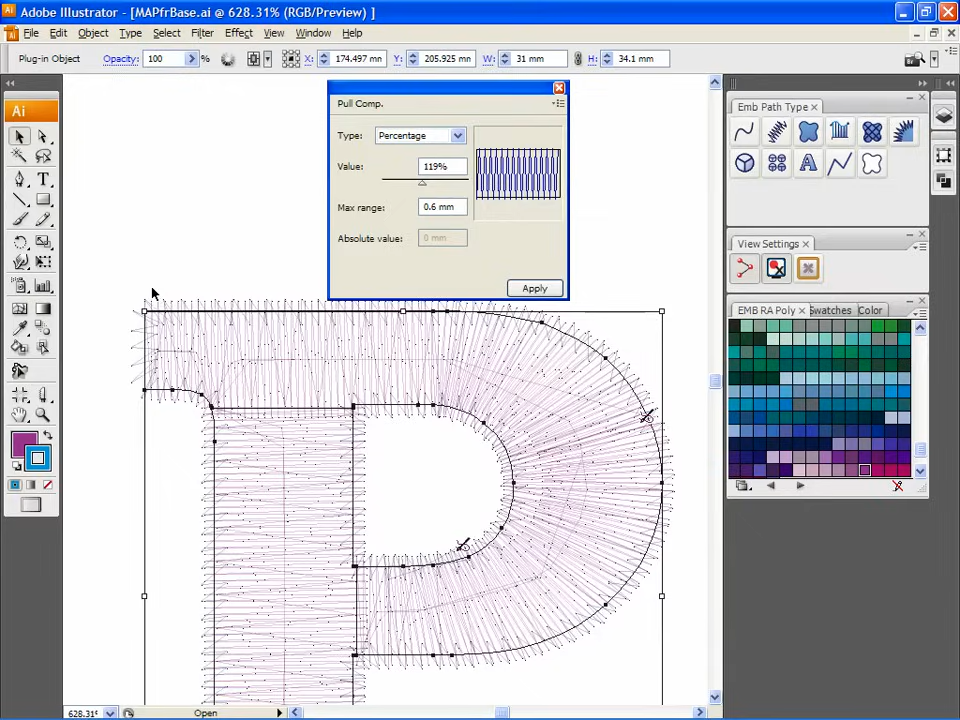 Adobe Illustrator - [MAPfrBase.ai @ 628.31% (RGB/Preview) ]
File Edit Object Type Select Filter Effect View Window Help
Plug-in Object Opacity: 100 % X: 174.497 mm Y: 205.925 mn W: 31 mm H: 34.1 mm
Ai
Pull Comp.
Type: Percentage
Value: 119%
Max range: 0.6 mm
Absolute value: 0 mm
Apply
Emb Path Type
View Settings
EMB RA Poly Swatches Color
628.31% Open